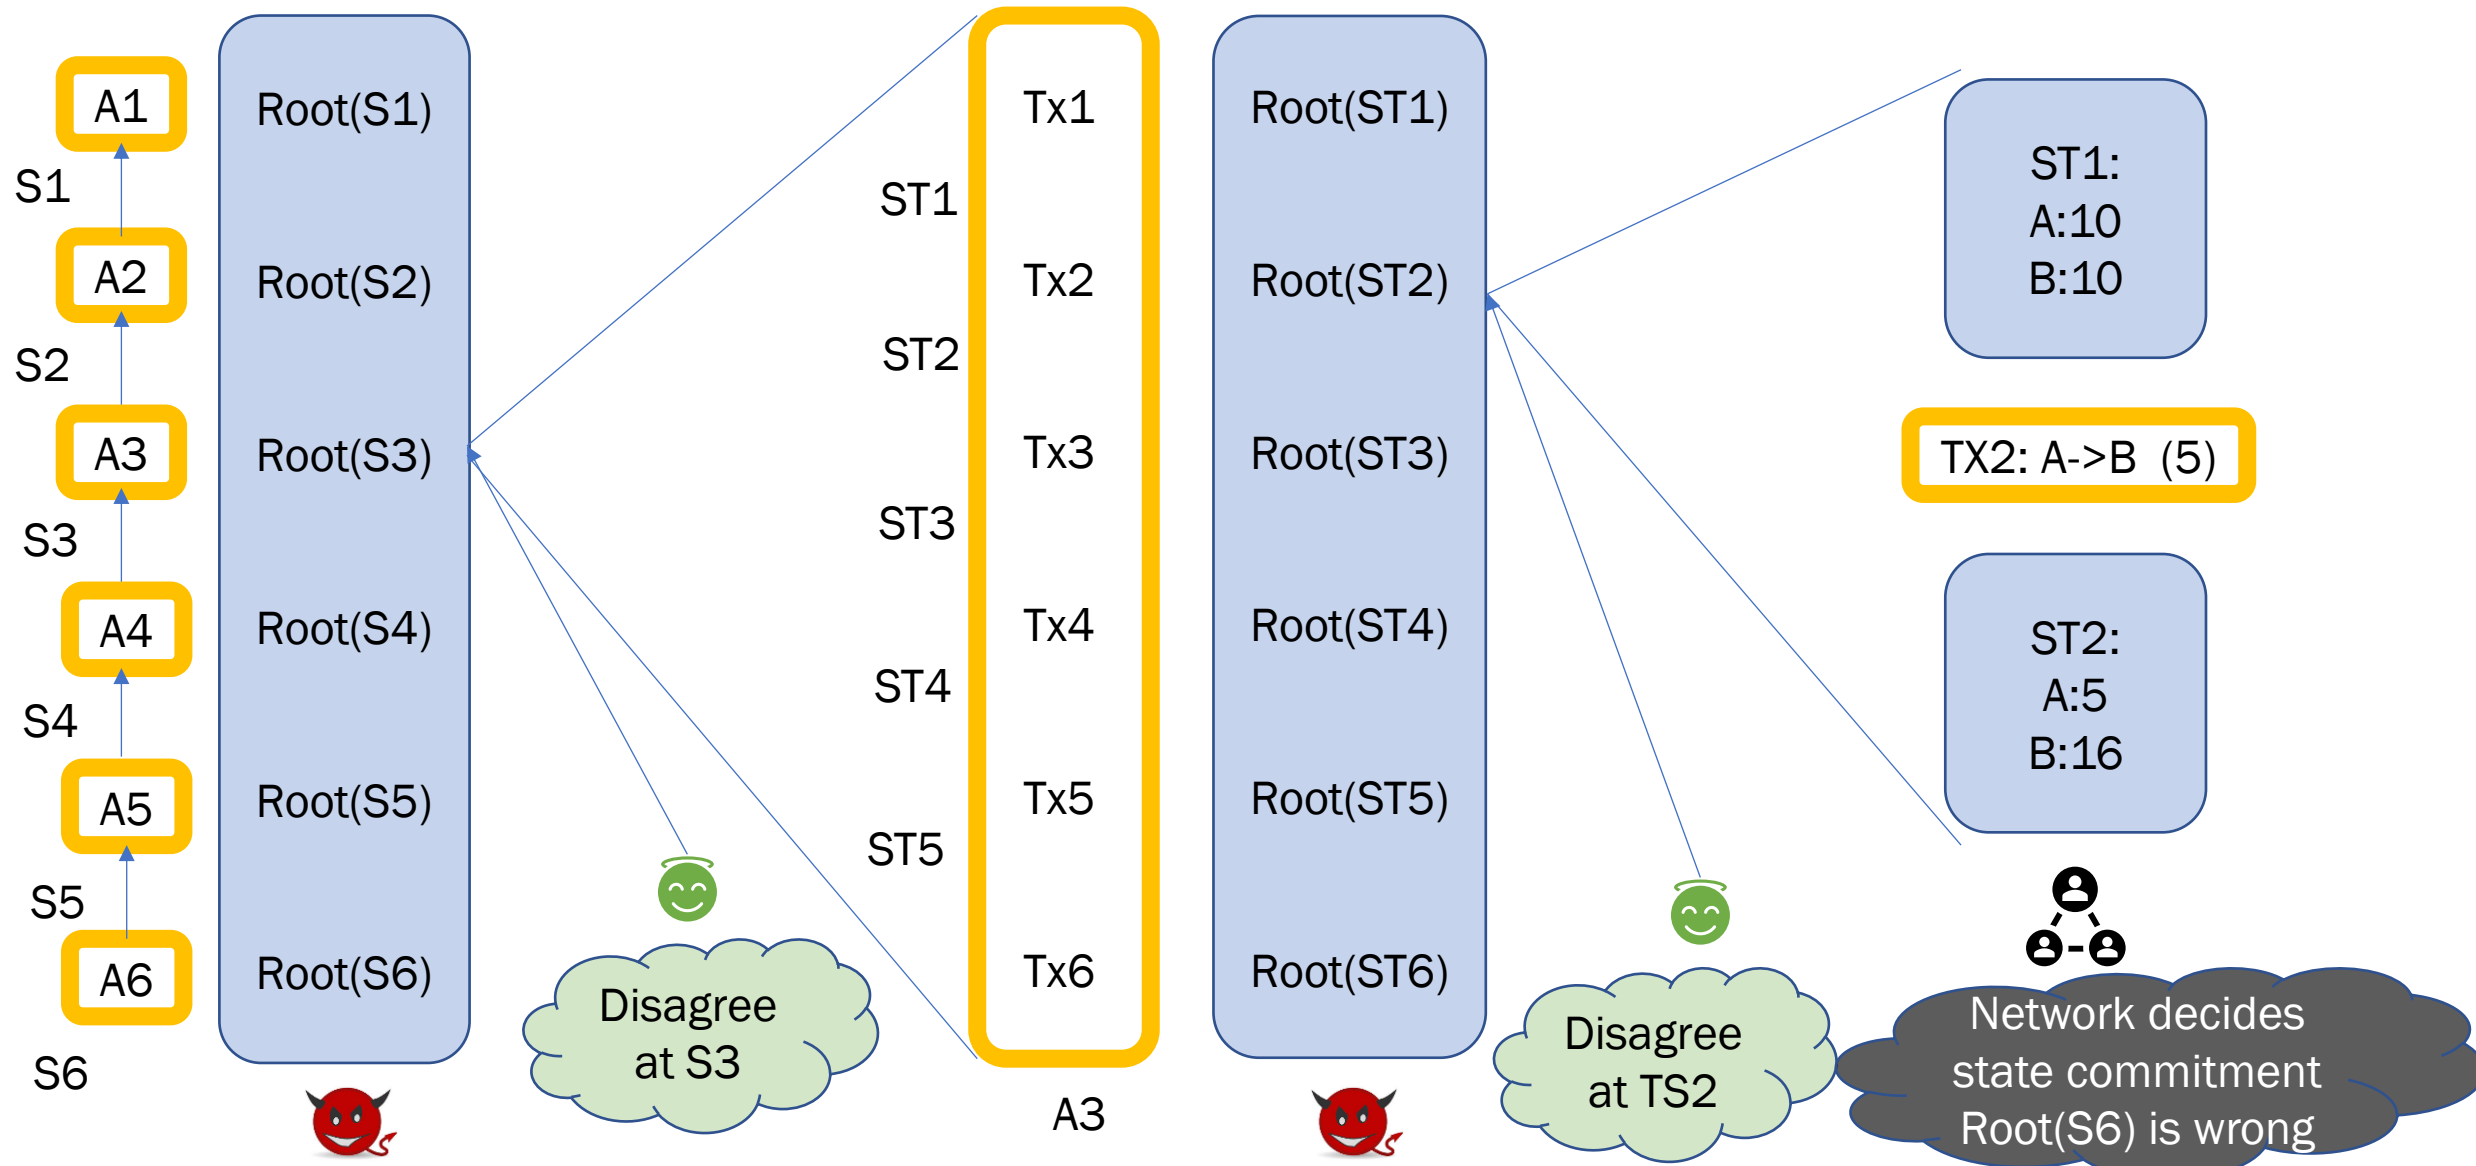 A1
S1
A2
S2
A3
S3
A4
S4
A5
S5
A6
S6
Root(S1)
Root(S2)
Root(S3)
Root(S4)
Root(S5)
Root(S6)
Disagree
at S3
ST1
ST2
ST3
ST4
ST5
Tx1
Tx2
Tx3
Tx4
Tx5
Tx6
A3
Root(ST1)
Root(ST2)
Root(ST3)
Root(ST4)
Root(ST5)
Root(ST6)
Disagree
at TS2
ST1:
A:10
B:10
TX2: A->B (5)
ST2:
A:5
B:16
Network decides
state commitment
Root(S6) is wrong